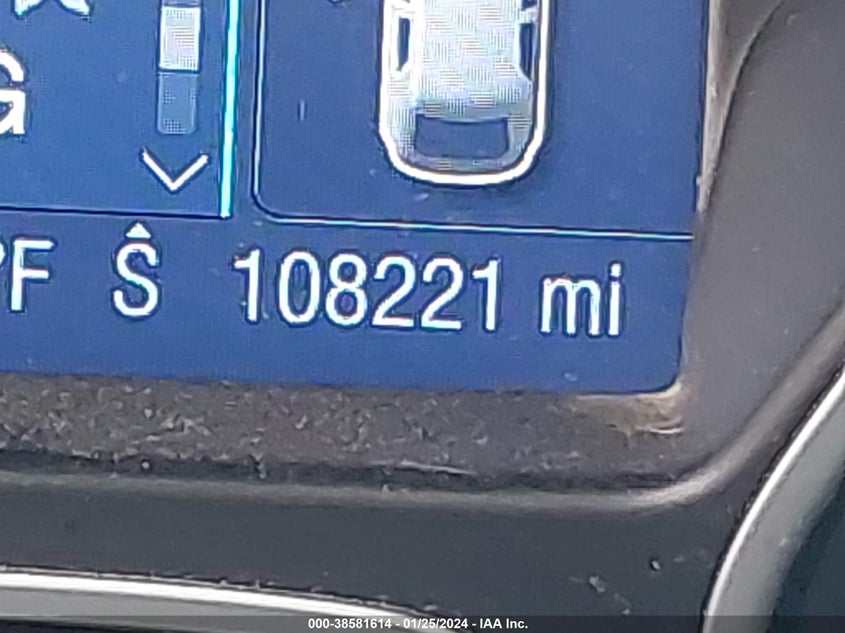 G
F Ŝ 108221 mi
000-38581614 - 01/25/2024 - IAA Inc.